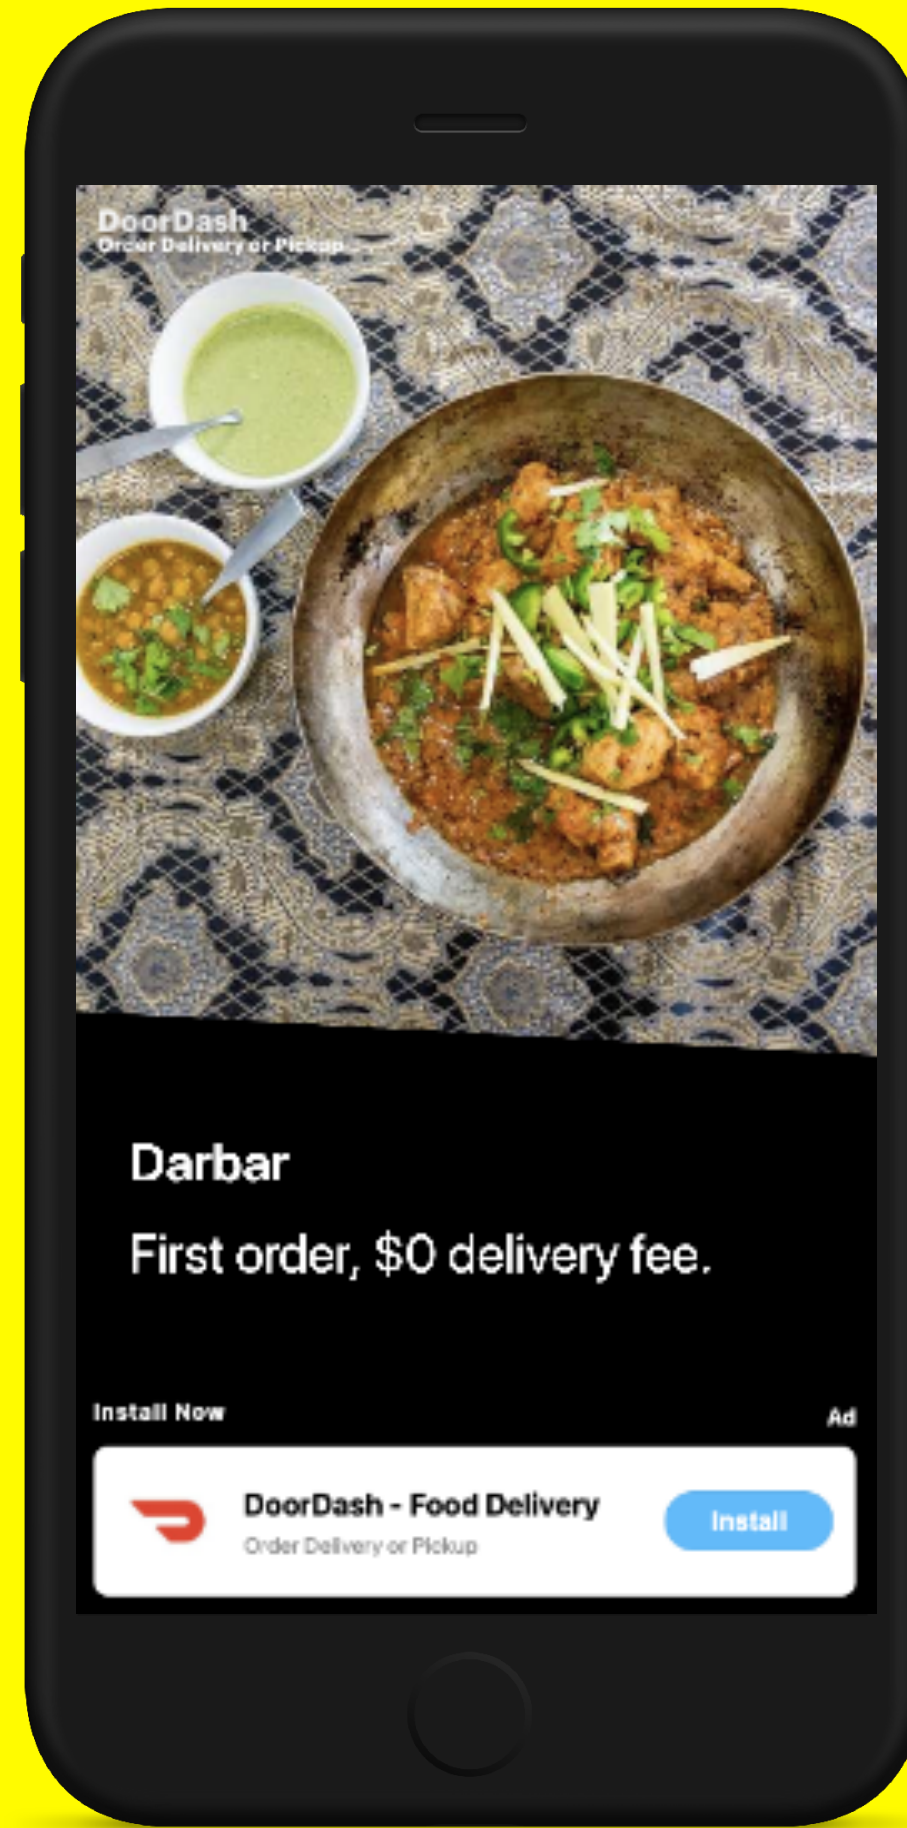 DoorDash
Order Delivery or Pickup
Darbar
First order, $0 delivery fee.
Install Now
Ad
DoorDash - Food Delivery
Order Delivery or Pickup
Install